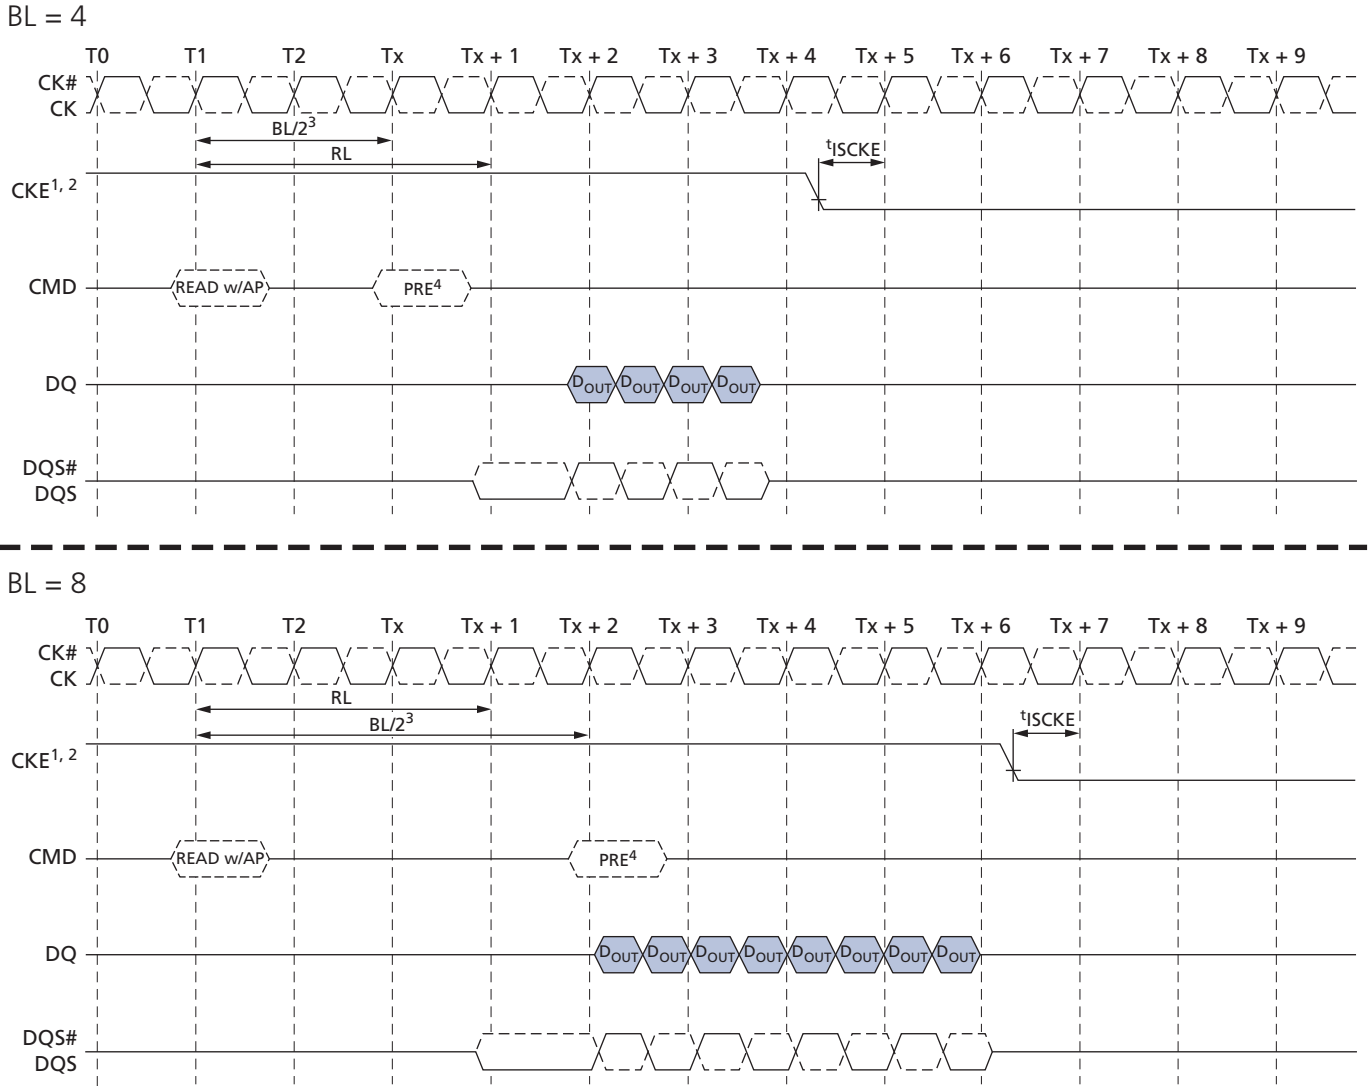 BL = 4
T0 T1 T2 Tx Tx + 1 Tx + 2 Tx + 3 Tx + 4 Tx + 5 Tx + 6 Tx + 7 Tx + 8 Tx + 9
CK#
CK
BL/2³
RL
tISCKE
CKE1, 2
CMD READ w/AP PRE⁴
DQ DOUT DOUT DOUT DOUT
DQS#
DQS
BL = 8
T0 T1 T2 Tx Tx + 1 Tx + 2 Tx + 3 Tx + 4 Tx + 5 Tx + 6 Tx + 7 Tx + 8 Tx + 9
CK#
CK
RL
BL/2³
tISCKE
CKE1, 2
CMD READ w/AP PRE⁴
DQ DOUT DOUT DOUT DOUT DOUT DOUT DOUT DOUT
DQS#
DQS